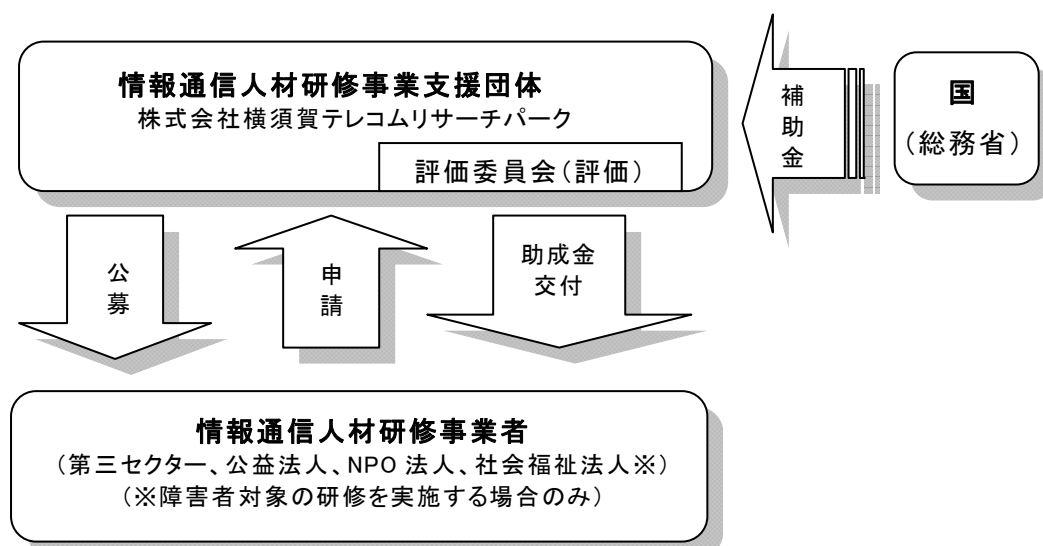 情報通信人材研修事業支援団体
株式会社横須賀テレコムリサーチパーク
評価委員会(評価)
補助金
国
(総務省)
公募
申請
助成金
交付
情報通信人材研修事業者
(第三セクター、公益法人、NPO 法人、社会福祉法人※)
(※障害者対象の研修を実施する場合のみ)